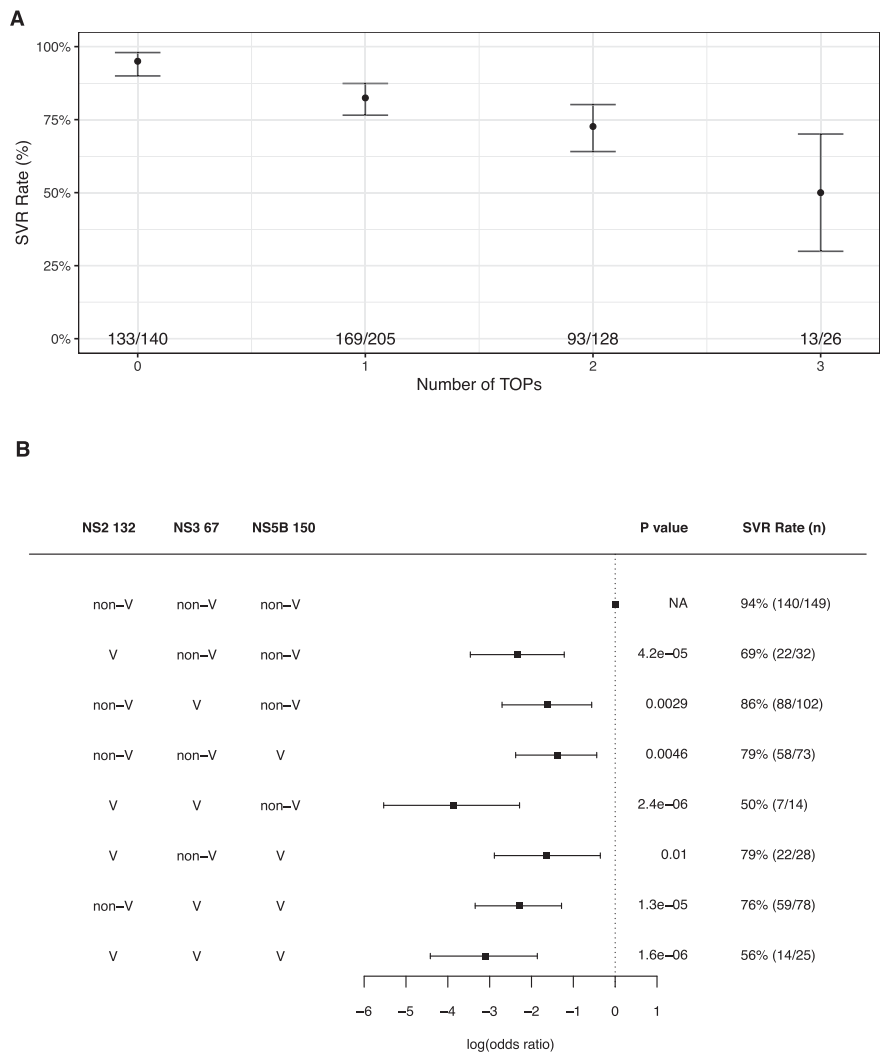 A
100%
75%
50%
25%
0%
SVR Rate (%)
133/140 169/205 93/128 13/26
0 1 2 3
Number of TOPs
B
NS2 132 NS3 67 NS5B 150 P value SVR Rate (n)
non–V non–V non–V NA 94% (140/149)
V non–V non–V 4.2e–05 69% (22/32)
non–V V non–V 0.0029 86% (88/102)
non–V non–V V 0.0046 79% (58/73)
V V non–V 2.4e–06 50% (7/14)
V non–V V 0.01 79% (22/28)
non–V V V 1.3e–05 76% (59/78)
V V V 1.6e–06 56% (14/25)
–6 –5 –4 –3 –2 –1 0 1
log(odds ratio)